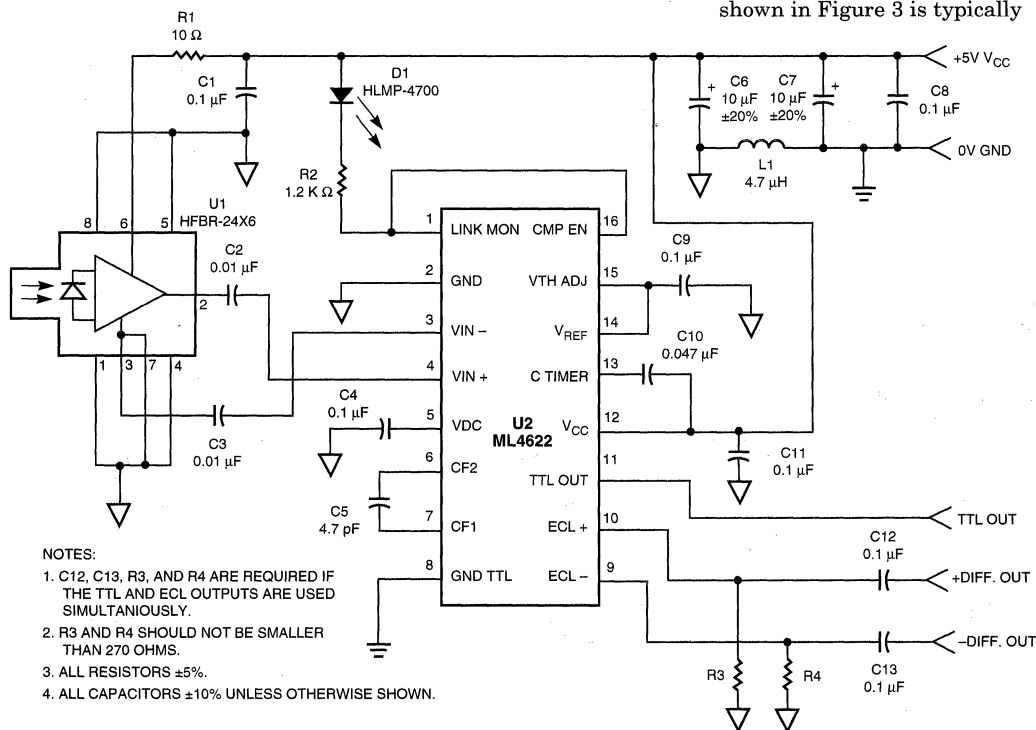 shown in Figure 3 is typically
R1
10 Ω
C1
0.1 µF
D1
HLMP-4700
C6
10 µF
±20%
C7
10 µF
±20%
C8
0.1 µF
+5V VCC
0V GND
L1
4.7 µH
+
+
R2
1.2 K Ω
U1
HFBR-24X6
8
6
5
2
1
3
7
4
C2
0.01 µF
C3
0.01 µF
C4
0.1 µF
C5
4.7 pF
1
LINK MON
2
GND
3
VIN –
4
VIN +
5
VDC
6
CF2
7
CF1
8
GND TTL
U2
ML4622
CMP EN
16
VTH ADJ
15
VREF
14
C TIMER
13
VCC
12
TTL OUT
11
ECL +
10
ECL –
9
C9
0.1 µF
C10
0.047 µF
C11
0.1 µF
TTL OUT
C12
0.1 µF
+DIFF. OUT
–DIFF. OUT
C13
0.1 µF
R3
R4
NOTES:
1. C12, C13, R3, AND R4 ARE REQUIRED IF
THE TTL AND ECL OUTPUTS ARE USED
SIMULTANIOUSLY.
2. R3 AND R4 SHOULD NOT BE SMALLER
THAN 270 OHMS.
3. ALL RESISTORS ±5%.
4. ALL CAPACITORS ±10% UNLESS OTHERWISE SHOWN.